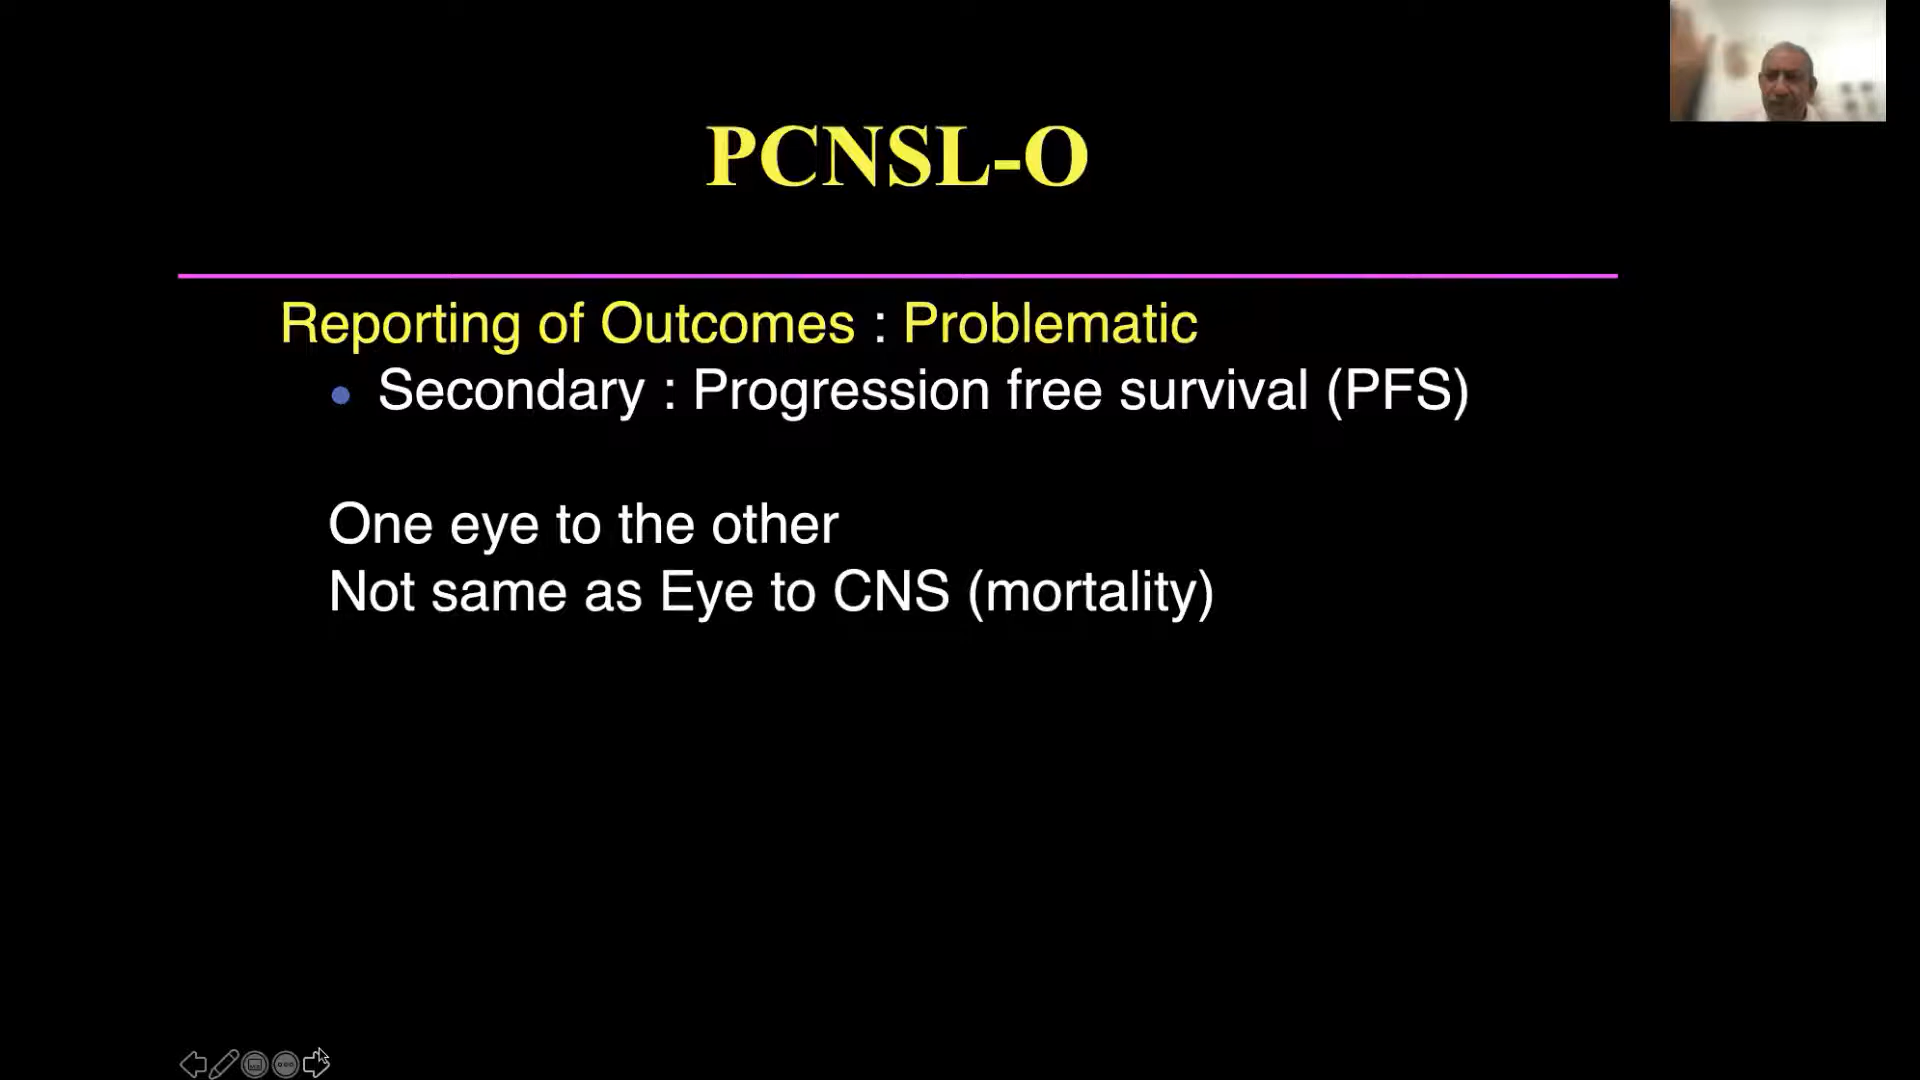 PCNSL-O
Reporting of Outcomes : Problematic
• Secondary : Progression free survival (PFS)
One eye to the other
Not same as Eye to CNS (mortality)